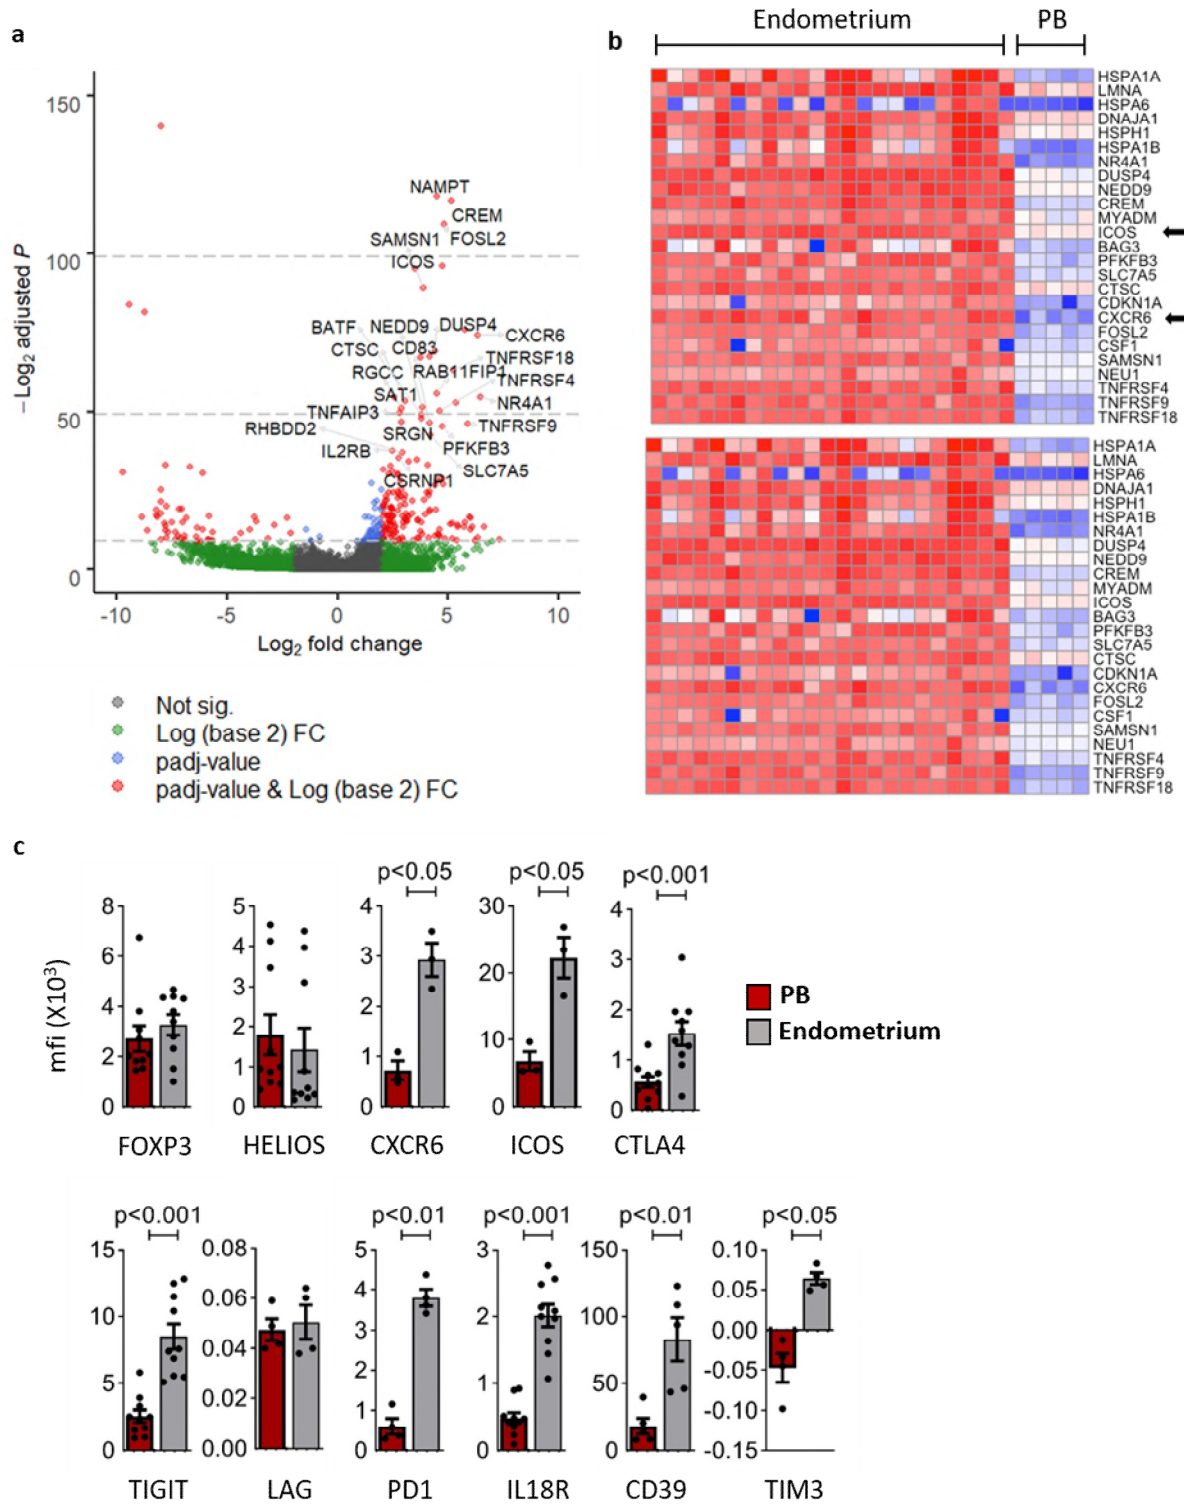 a
150
100
50
0
– Log2 adjusted P
NAMPT
CREM
SAMSN1 FOSL2
ICOS
BATF NEDD9 DUSP4 CXCR6
CTSC CD83 TNFRSF18
RGCC RAB11FIP1 TNFRSF4
SAT1 NR4A1
TNFAIP3 TNFRSF9
RHBDD2 SRGN PFKFB3
IL2RB SLC7A5
CSRNP1
-10 -5 0 5 10
Log2 fold change
Not sig.
Log (base 2) FC
padj-value
padj-value & Log (base 2) FC
b
Endometrium PB
HSPA1A
LMNA
HSPA6
DNAJA1
HSPH1
HSPA1B
NR4A1
DUSP4
NEDD9
CREM
MYADM
ICOS
BAG3
PFKFB3
SLC7A5
CTSC
CDKN1A
CXCR6
FOSL2
CSF1
SAMSN1
NEU1
TNFRSF4
TNFRSF9
TNFRSF18
HSPA1A
LMNA
HSPA6
DNAJA1
HSPH1
HSPA1B
NR4A1
DUSP4
NEDD9
CREM
MYADM
ICOS
BAG3
PFKFB3
SLC7A5
CTSC
CDKN1A
CXCR6
FOSL2
CSF1
SAMSN1
NEU1
TNFRSF4
TNFRSF9
TNFRSF18
c
mfi (X10³)
8
6
4
2
0
FOXP3
5
4
3
2
1
0
HELIOS
p<0.05
4
3
2
1
0
CXCR6
p<0.05
30
20
10
0
ICOS
p<0.001
4
3
2
1
0
CTLA4
PB
Endometrium
p<0.001
15
10
5
0
TIGIT
0.08
0.06
0.04
0.02
0.00
LAG
p<0.01
5
4
3
2
1
0
PD1
p<0.001
3
2
1
0
IL18R
p<0.01
150
100
50
0
CD39
p<0.05
0.10
0.05
0.00
-0.05
-0.10
-0.15
TIM3